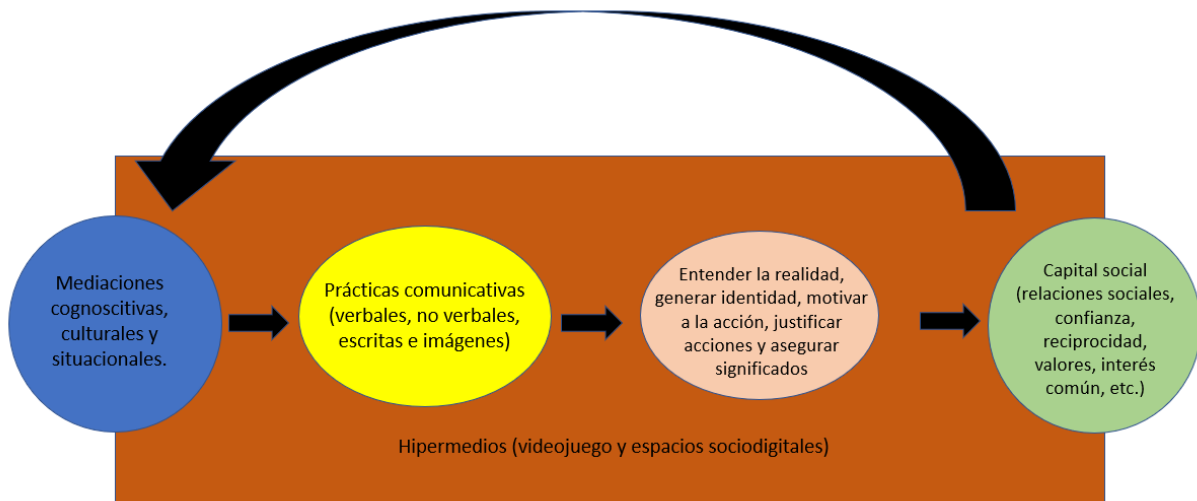 Mediaciones
cognoscitivas,
culturales y
situacionales.
Prácticas comunicativas
(verbales, no verbales,
escritas e imágenes)
Entender la realidad,
generar identidad, motivar
a la acción, justificar
acciones y asegurar
significados
Capital social
(relaciones sociales,
confianza,
reciprocidad,
valores, interés
común, etc.)
Hipermedios (videojuego y espacios sociodigitales)